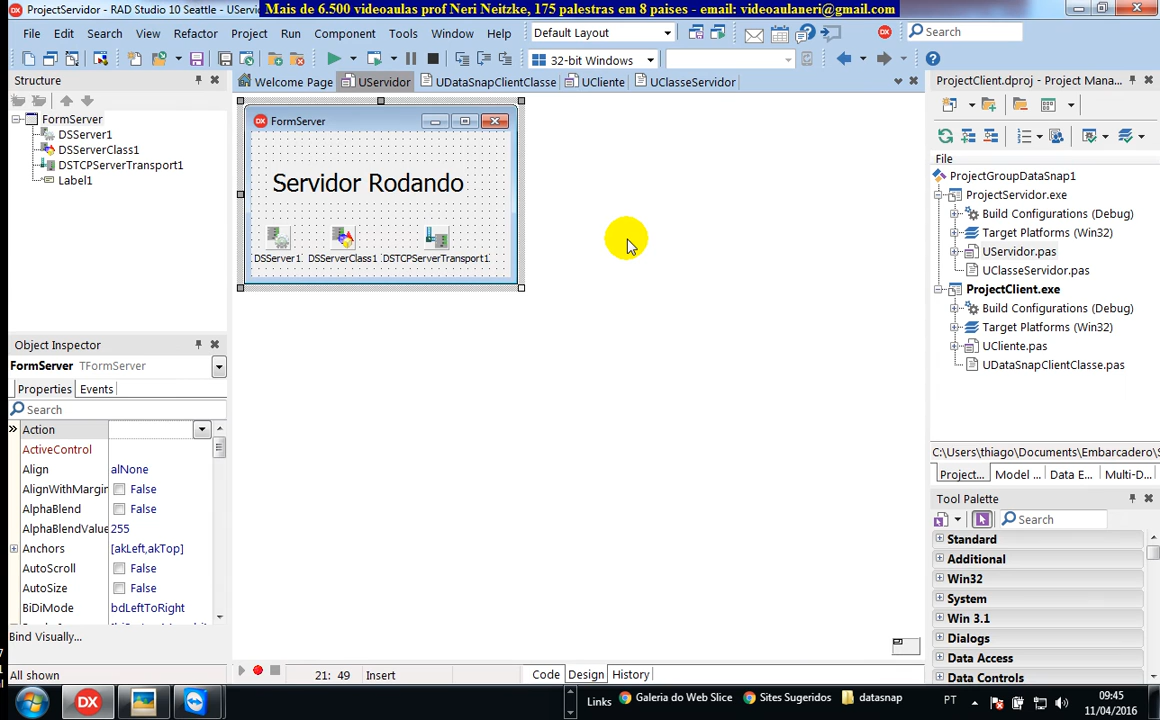 ProjectServidor - RAD Studio 10 Seattle - UServi
Mais de 6.500 videoaulas prof Neri Neitzke, 175 palestras em 8 paises - email: videoaulaneri@gmail.com
File Edit Search View Refactor Project Run Component Tools Window Help
Default Layout
Search
32-bit Windows
Structure
Welcome Page UServidor UDataSnapClientClasse UCliente UClasseServidor
ProjectClient.dproj - Project Mana...
FormServer
DSServer1
DSServerClass1
DSTCPServerTransport1
Label1
FormServer
Servidor Rodando
DSServer1 DSServerClass1 DSTCPServerTransport1
File
ProjectGroupDataSnap1
ProjectServidor.exe
Build Configurations (Debug)
Target Platforms (Win32)
UServidor.pas
UClasseServidor.pas
ProjectClient.exe
Build Configurations (Debug)
Target Platforms (Win32)
UCliente.pas
UDataSnapClientClasse.pas
Object Inspector
FormServer TFormServer
Properties Events
Search
Action
ActiveControl
Align alNone
AlignWithMargin False
AlphaBlend False
AlphaBlendValue 255
Anchors [akLeft,akTop]
AutoScroll False
AutoSize False
BiDiMode bdLeftToRight
Bind Visually...
All shown
C:\Users\thiago\Documents\Embarcadero\S
Project... Model ... Data E... Multi-D...
Tool Palette
Search
Standard
Additional
Win32
System
Win 3.1
Dialogs
Data Access
Data Controls
21: 49 Insert Code Design History
Links Galeria do Web Slice Sites Sugeridos datasnap PT
09:45
11/04/2016